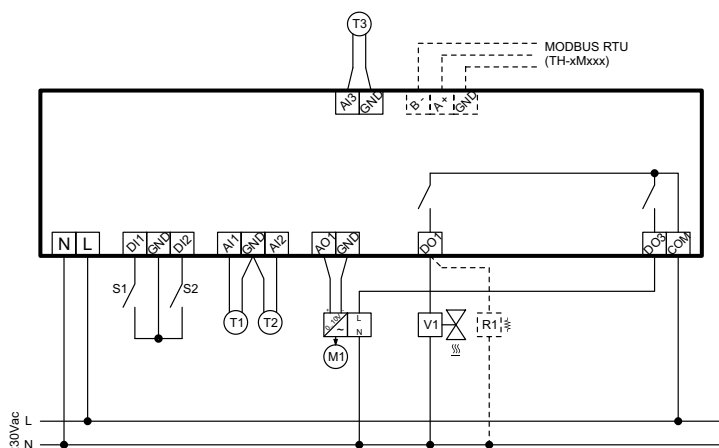 T3
MODBUS RTU
(TH-xMxxx)
AI3 GND B - A + GND
N L DI1 GND DI2 AI1 GND AI2 AO1 GND DO1 DO3 COM
S1 S2
T1 T2
0..10V ~ L N
M1
V1
R1
30Vac
L
N